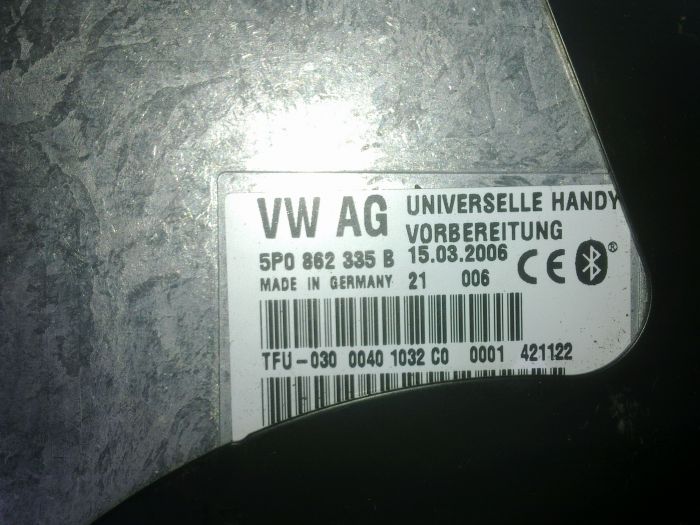 VW AG UNIVERSELLE HANDY
VORBEREITUNG
5P0 862 335 B 15.03.2006
MADE IN GERMANY 21 006 CE ®
TFU-030 0040 1032 C0 0001 421122